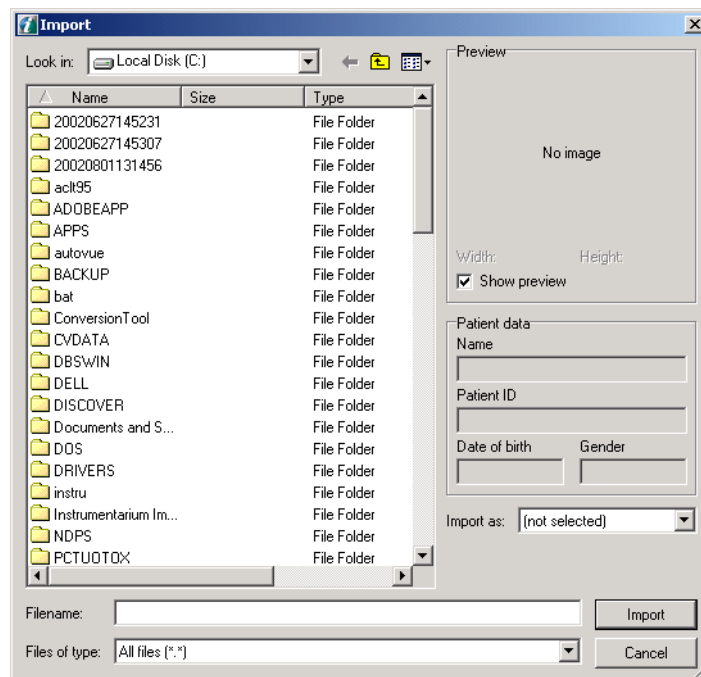 Import
Look in: Local Disk (C:)
Name Size Type
20020627145231 File Folder
20020627145307 File Folder
20020801131456 File Folder
aclt95 File Folder
ADOBEAPP File Folder
APPS File Folder
autovue File Folder
BACKUP File Folder
bat File Folder
ConversionTool File Folder
CVDATA File Folder
DBSWIN File Folder
DELL File Folder
DISCOVER File Folder
Documents and S... File Folder
DOS File Folder
DRIVERS File Folder
instru File Folder
Instrumentarium Im... File Folder
NDPS File Folder
PCTUOTOX File Folder
Preview
No image
Width: Height:
Show preview
Patient data
Name
Patient ID
Date of birth Gender
Import as: (not selected)
Filename: Import
Files of type: All files (*.*) Cancel